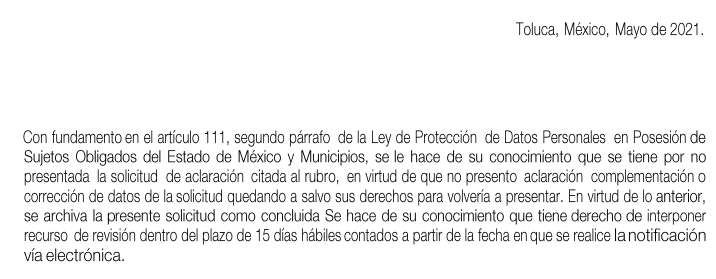 Toluca, México, Mayo de 2021.
Con fundamento en el artículo 111, segundo párrafo de la Ley de Protección de Datos Personales en Posesión de
Sujetos Obligados del Estado de México y Municipios, se le hace de su conocimiento que se tiene por no
presentada la solicitud de aclaración citada al rubro, en virtud de que no presento aclaración complementación o
corrección de datos de la solicitud quedando a salvo sus derechos para volvería a presentar. En virtud de lo anterior,
se archiva la presente solicitud como concluida Se hace de su conocimiento que tiene derecho de interponer
recurso de revisión dentro del plazo de 15 días hábiles contados a partir de la fecha en que se realice la notificación
vía electrónica.